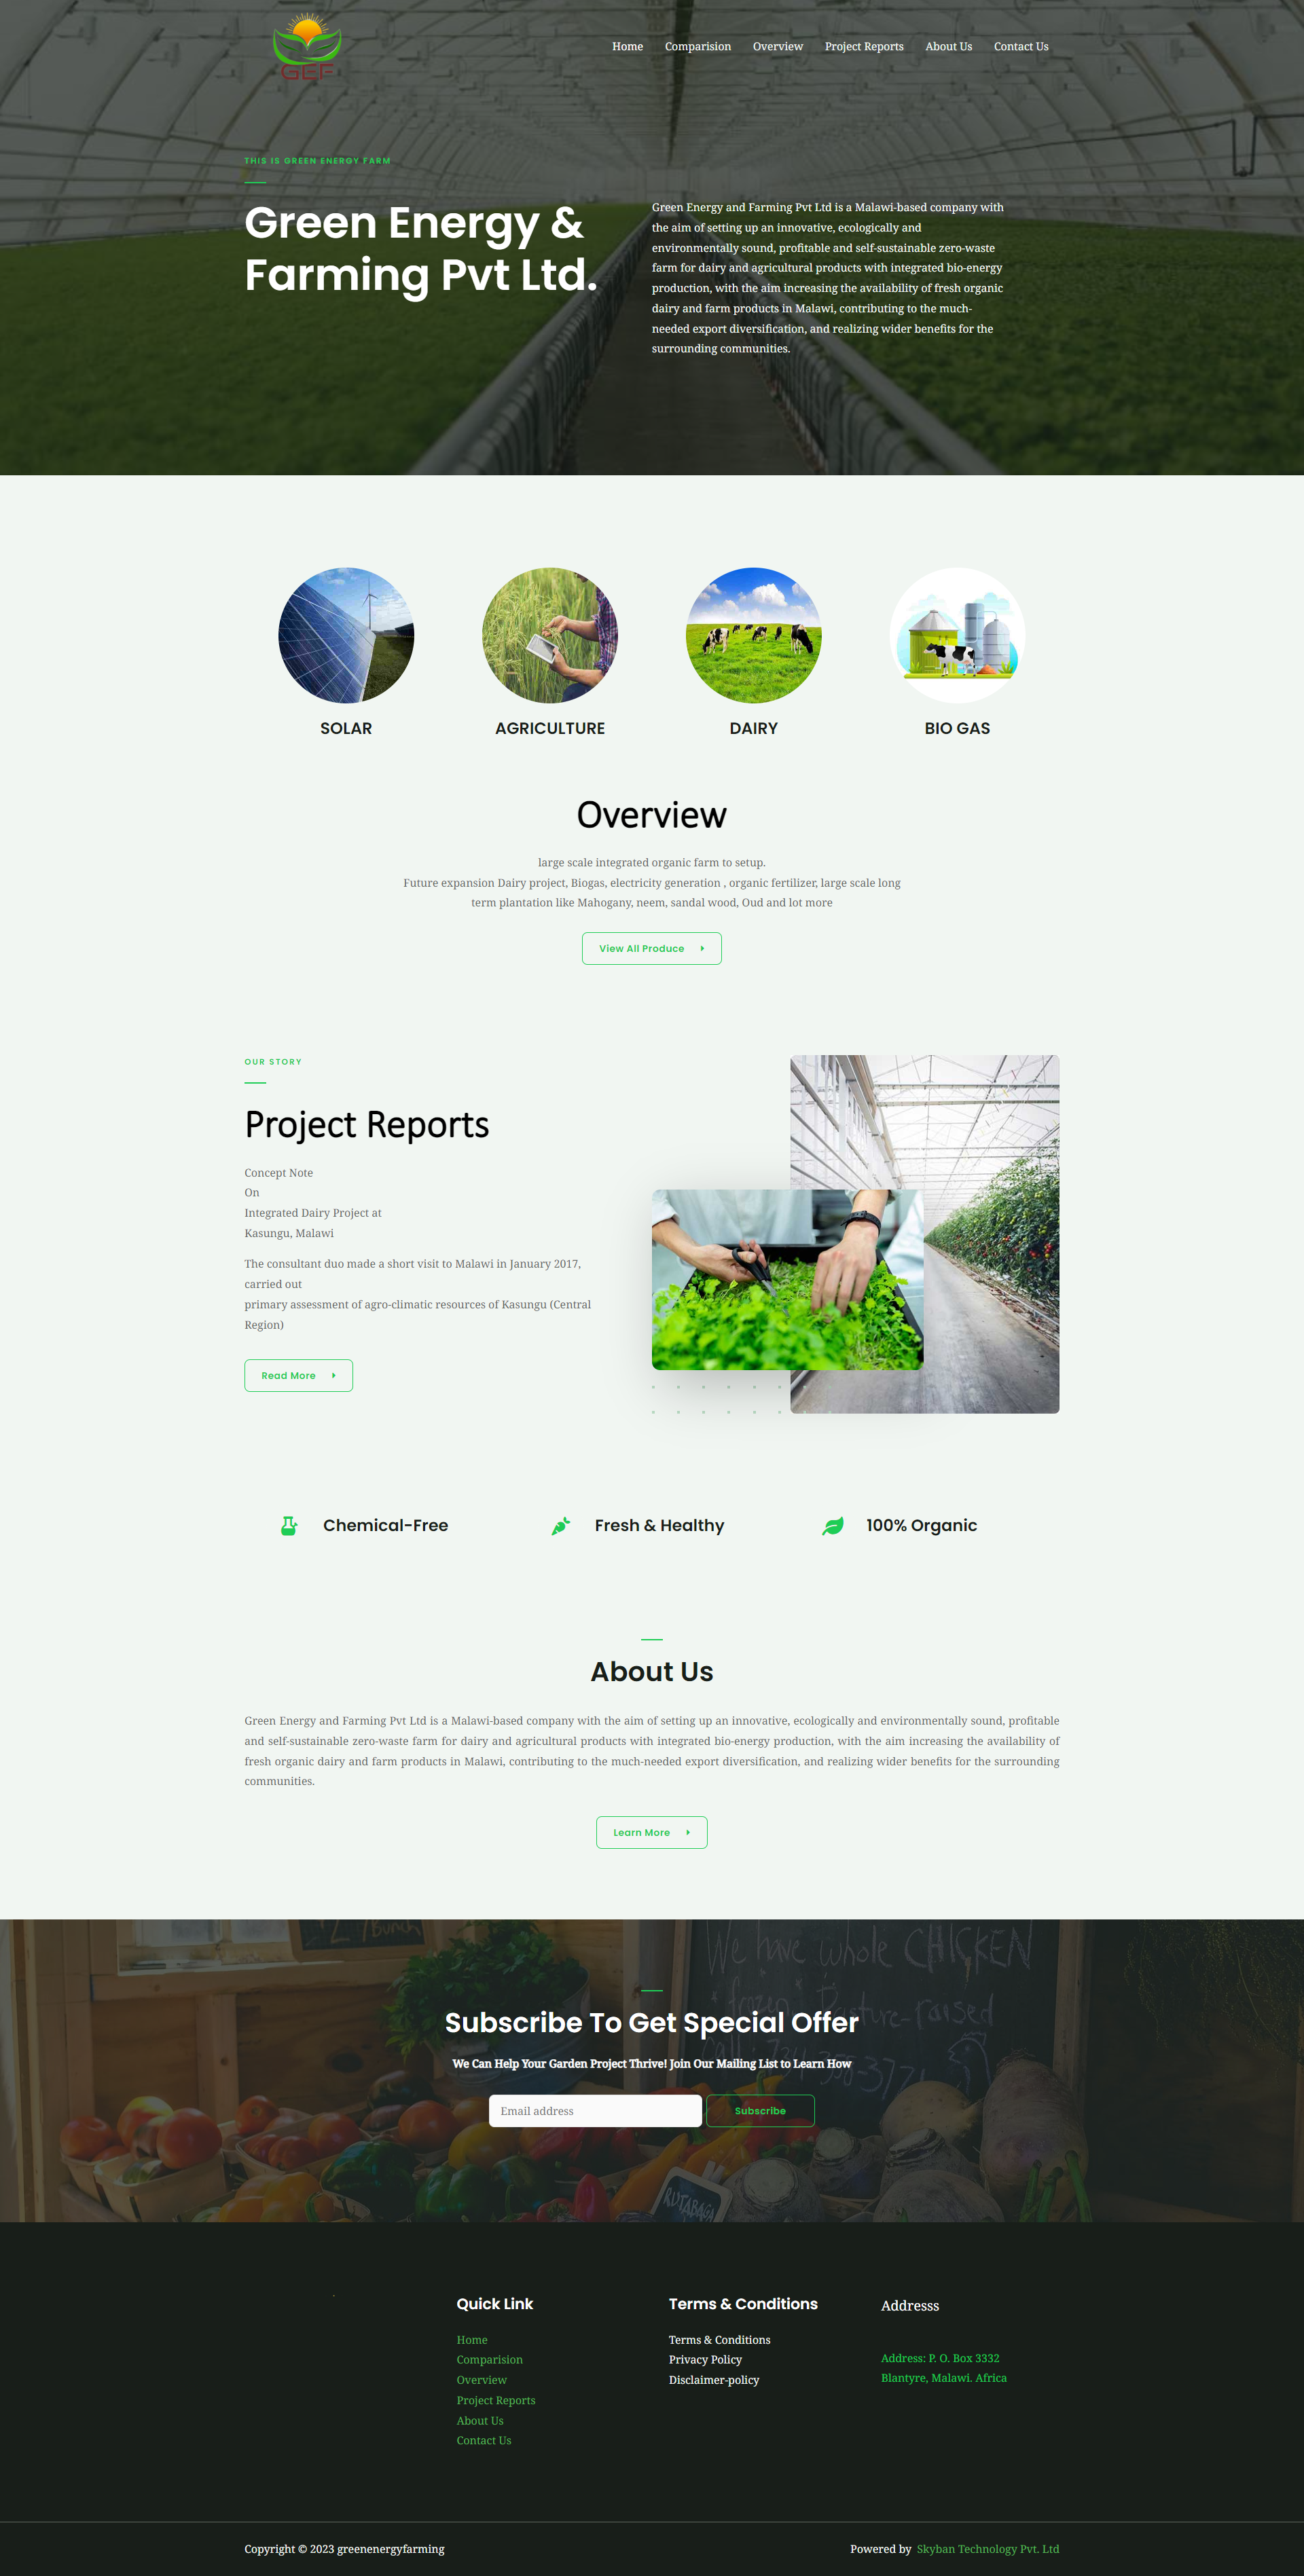 GEF
Home Comparision Overview Project Reports About Us Contact Us
THIS IS GREEN ENERGY FARM
Green Energy &
Farming Pvt Ltd.
Green Energy and Farming Pvt Ltd is a Malawi-based company with
the aim of setting up an innovative, ecologically and
environmentally sound, profitable and self-sustainable zero-waste
farm for dairy and agricultural products with integrated bio-energy
production, with the aim increasing the availability of fresh organic
dairy and farm products in Malawi, contributing to the much-
needed export diversification, and realizing wider benefits for the
surrounding communities.
SOLAR
AGRICULTURE
DAIRY
BIO GAS
Overview
large scale integrated organic farm to setup.
Future expansion Dairy project, Biogas, electricity generation , organic fertilizer, large scale long
term plantation like Mahogany, neem, sandal wood, Oud and lot more
View All Produce
OUR STORY
Project Reports
Concept Note
On
Integrated Dairy Project at
Kasungu, Malawi
The consultant duo made a short visit to Malawi in January 2017,
carried out
primary assessment of agro-climatic resources of Kasungu (Central
Region)
Read More
Chemical-Free
Fresh & Healthy
100% Organic
About Us
Green Energy and Farming Pvt Ltd is a Malawi-based company with the aim of setting up an innovative, ecologically and environmentally sound, profitable
and self-sustainable zero-waste farm for dairy and agricultural products with integrated bio-energy production, with the aim increasing the availability of
fresh organic dairy and farm products in Malawi, contributing to the much-needed export diversification, and realizing wider benefits for the surrounding
communities.
Learn More
Bunch
We have whole CHICKEN
Pasture-raised
Subscribe To Get Special Offer
We Can Help Your Garden Project Thrive! Join Our Mailing List to Learn How
Email address
Subscribe
RUTABAGA
Quick Link
Home
Comparision
Overview
Project Reports
About Us
Contact Us
Terms & Conditions
Terms & Conditions
Privacy Policy
Disclaimer-policy
Addresss
Address: P. O. Box 3332
Blantyre, Malawi. Africa
Copyright © 2023 greenenergyfarming
Powered by Skyban Technology Pvt. Ltd